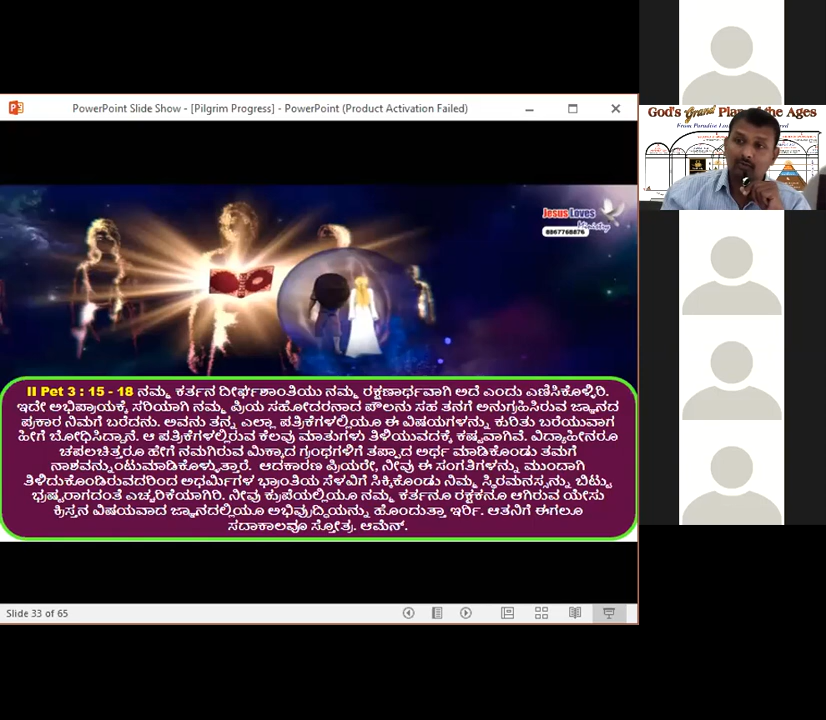 PowerPoint Slide Show - [Pilgrim Progress] - PowerPoint (Product Activation Failed)
God's Grand Plan of the Ages
Jesus Loves
Ministry
8867768876
II Pet 3 : 15 - 18 ನಮ್ಮ ಕರ್ತನ ದೀರ್ಘಶಾಂತಿಯು ನಮ್ಮ ರಕ್ಷಣಾರ್ಥವಾಗಿ ಅದೆ ಎಂದು ಎಣಿಸಿಕೊಳ್ಳಿರಿ.
ಇದೇ ಅಭಿಪ್ರಾಯಕ್ಕೆ ಸರಿಯಾಗಿ ನಮ್ಮ ಪ್ರಿಯ ಸಹೋದರನಾದ ಪೌಲನು ಸಹ ತನಗೆ ಅನುಗ್ರಹಿಸಿರುವ ಜ್ಞಾನದ
ಪ್ರಕಾರ ನಿಮಗೆ ಬರೆದನು. ಅವನು ತನ್ನ ಎಲ್ಲಾ ಪತ್ರಿಕೆಗಳಲ್ಲಿಯೂ ಈ ವಿಷಯಗಳನ್ನು ಕುರಿತು ಬರೆಯುವಾಗ
ಹೀಗೆ ಬೋಧಿಸಿದ್ದಾನೆ. ಆ ಪತ್ರಿಕೆಗಳಲ್ಲಿರುವ ಕೆಲವು ಮಾತುಗಳು ತಿಳಿಯುವದಕ್ಕೆ ಕಷ್ಟವಾಗಿವೆ. ವಿದ್ಯಾಹೀನರೂ
ಚಪಲಚಿತ್ತರೂ ಹೇಗೆ ನಮಗಿರುವ ಮಿಕ್ಕಾದ ಗ್ರಂಥಗಳಿಗೆ ತಪ್ಪಾದ ಅರ್ಥ ಮಾಡಿಕೊಂಡು ತಮಗೆ
ನಾಶವನ್ನುಂಟುಮಾಡಿಕೊಳ್ಳುತ್ತಾರೆ. ಆದಕಾರಣ ಪ್ರಿಯರೇ, ನೀವು ಈ ಸಂಗತಿಗಳನ್ನು ಮುಂದಾಗಿ
ತಿಳಿದುಕೊಂಡಿರುವದರಿಂದ ಅಧರ್ಮಿಗಳ ಭ್ರಾಂತಿಯ ಸೆಳವಿಗೆ ಸಿಕ್ಕಿಕೊಂಡು ನಿಮ್ಮ ಸ್ಥಿರಮನಸ್ಸನ್ನು ಬಿಟ್ಟು
ಭ್ರಷ್ಟರಾಗದಂತೆ ಎಚ್ಚರಿಕೆಯಾಗಿರಿ. ನೀವು ಕೃಪೆಯಲ್ಲಿಯೂ ನಮ್ಮ ಕರ್ತನೂ ರಕ್ಷಕನೂ ಆಗಿರುವ ಯೇಸು
ಕ್ರಿಸ್ತನ ವಿಷಯವಾದ ಜ್ಞಾನದಲ್ಲಿಯೂ ಅಭಿವೃದ್ಧಿಯನ್ನು ಹೊಂದುತ್ತಾ ಇರ್ರಿ. ಆತನಿಗೆ ಈಗಲೂ
ಸದಾಕಾಲವೂ ಸ್ತೋತ್ರ. ಆಮೆನ್.
Slide 33 of 65